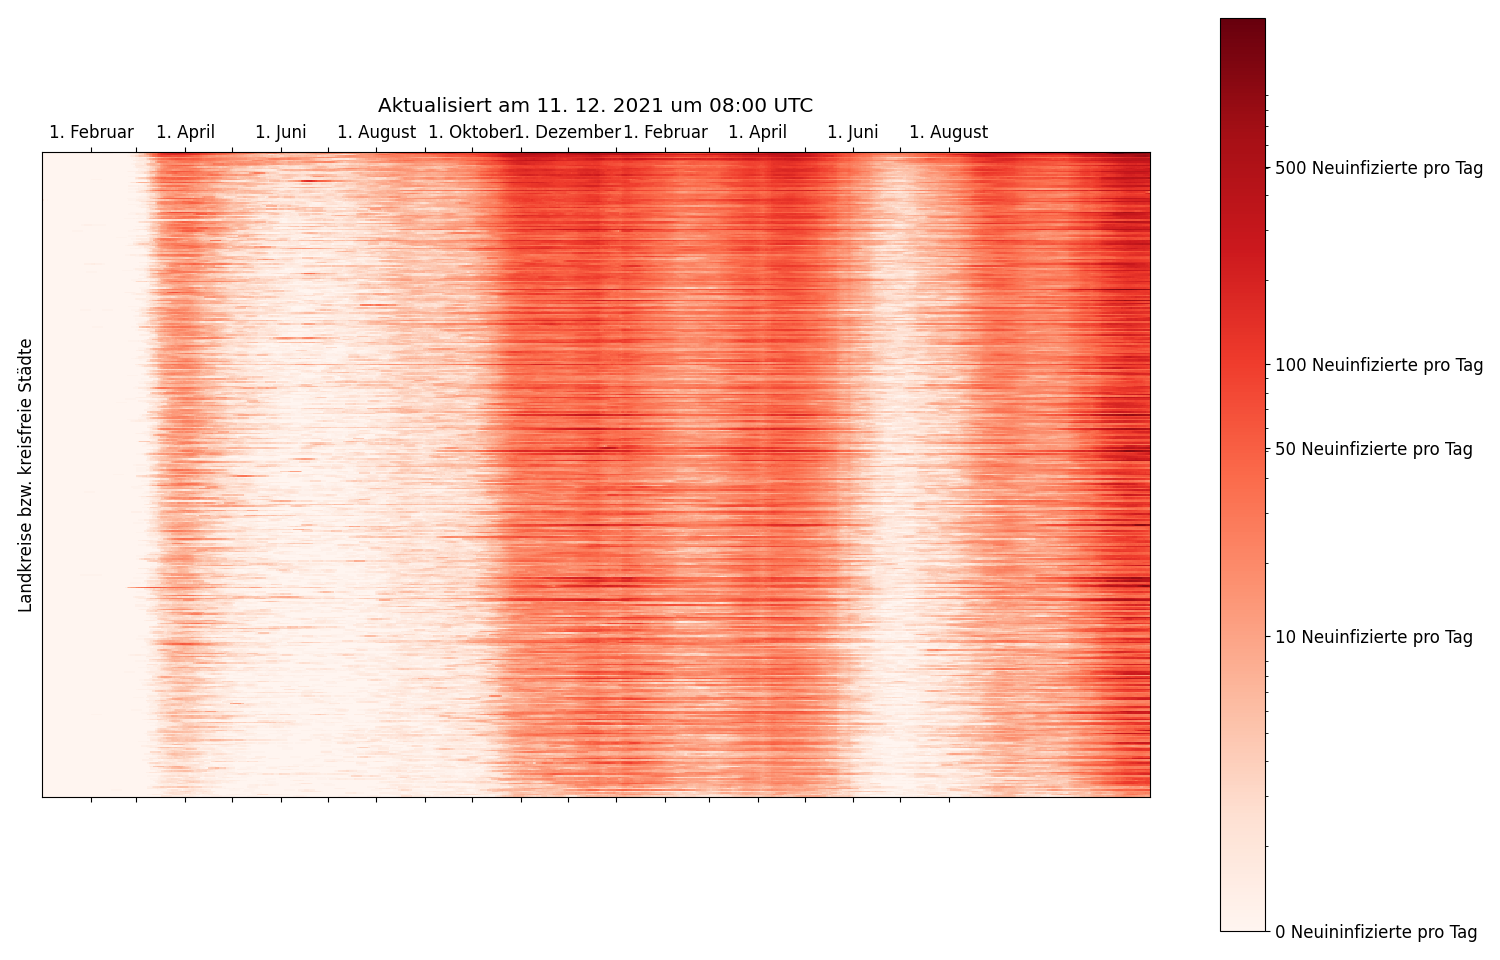 Aktualisiert am 11. 12. 2021 um 08:00 UTC
1. Februar 1. April 1. Juni 1. August 1. Oktober 1. Dezember 1. Februar 1. April 1. Juni 1. August
Landkreise bzw. kreisfreie Städte
500 Neuinfizierte pro Tag
100 Neuinfizierte pro Tag
50 Neuinfizierte pro Tag
10 Neuinfizierte pro Tag
0 Neuininfizierte pro Tag